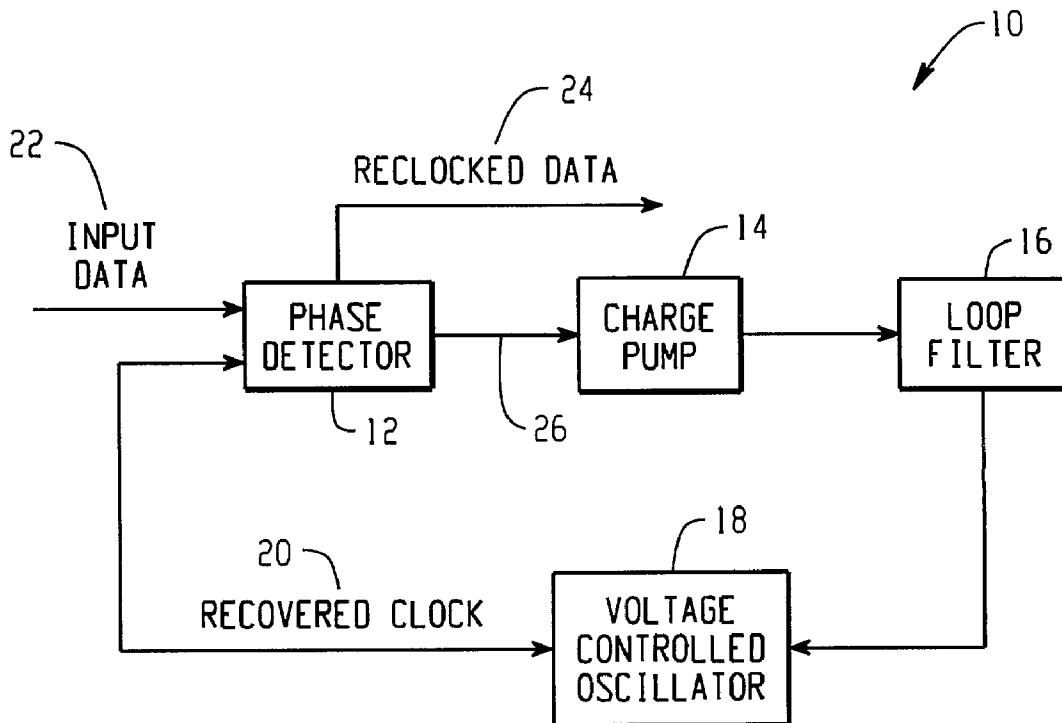 10
24
22
RECLOCKED DATA
INPUT
DATA
14
16
PHASE
DETECTOR
CHARGE
PUMP
LOOP
FILTER
12
26
18
20
RECOVERED CLOCK
VOLTAGE
CONTROLLED
OSCILLATOR